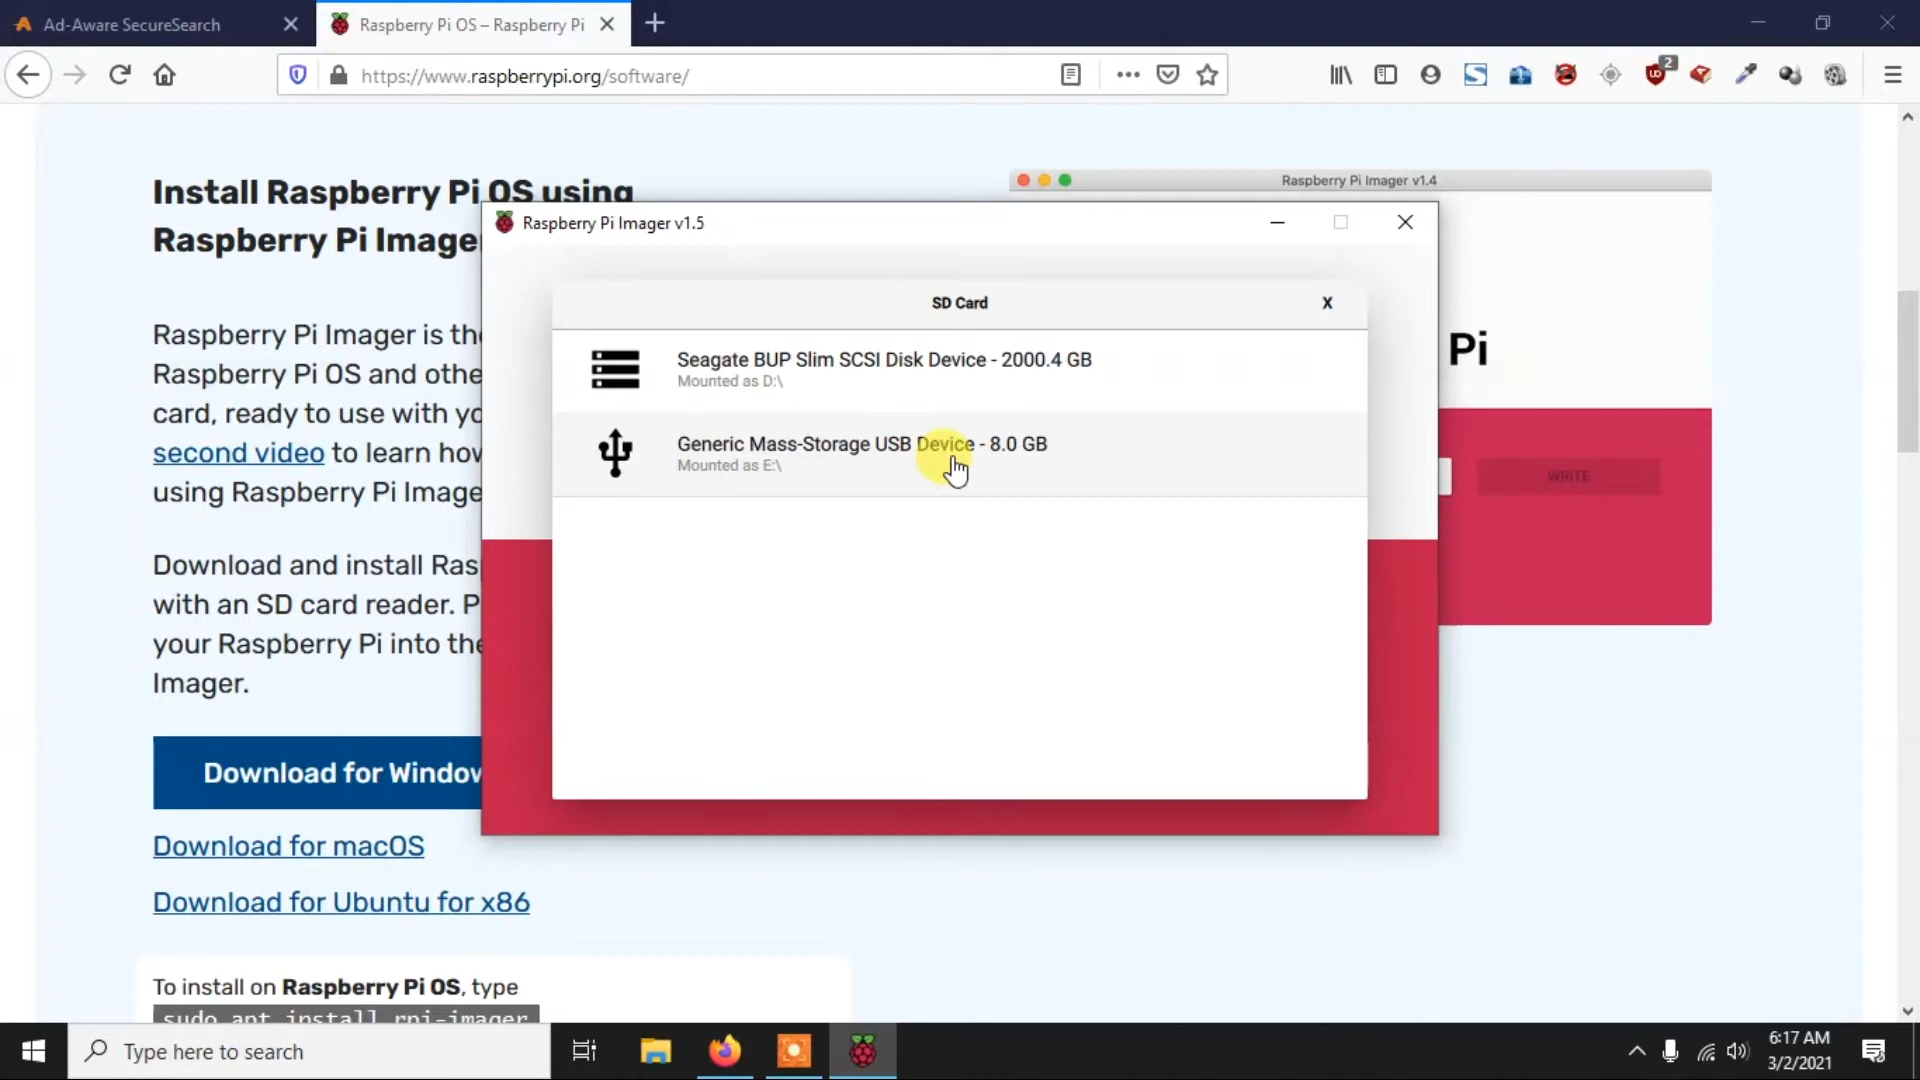 Ad-Aware SecureSearch
Raspberry Pi OS – Raspberry Pi
https://www.raspberrypi.org/software/
2
Install Raspberry Pi OS using
Raspberry Pi Image
Raspberry Pi Imager v1.4
Raspberry Pi Imager v1.5
SD Card
X
Seagate BUP Slim SCSI Disk Device - 2000.4 GB
Mounted as D:\
Generic Mass-Storage USB Device - 8.0 GB
Mounted as E:\
Pi
WRITE
Raspberry Pi Imager is the
Raspberry Pi OS and othe
card, ready to use with yo
second video to learn how
using Raspberry Pi Image
Download and install Rasp
with an SD card reader. P
your Raspberry Pi into the
Imager.
Download for Window
Download for macOS
Download for Ubuntu for x86
To install on Raspberry Pi OS, type
sudo apt install rpi-imager
Type here to search
6:17 AM
3/2/2021